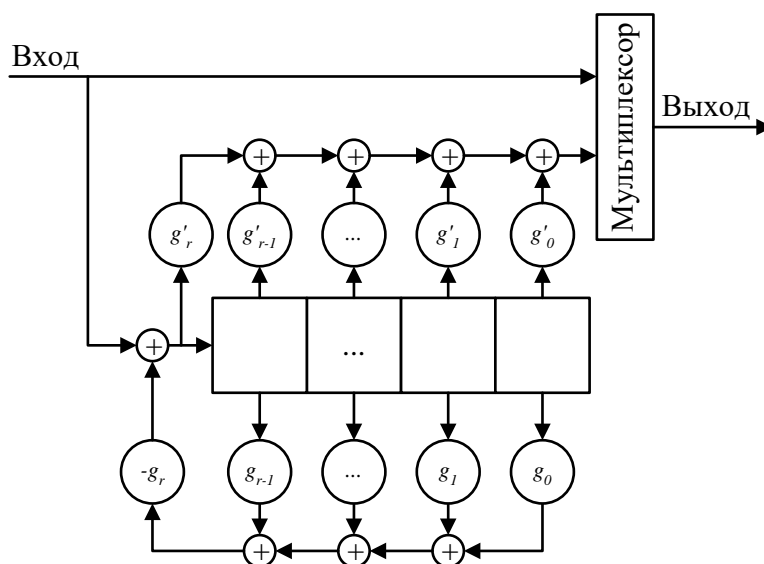 Вход
Мультиплексор
Выход
+ + + +
g'r g'r-1 ... g'1 g'0
+ ...
-gr gr-1 ... g1 g0
+ + +